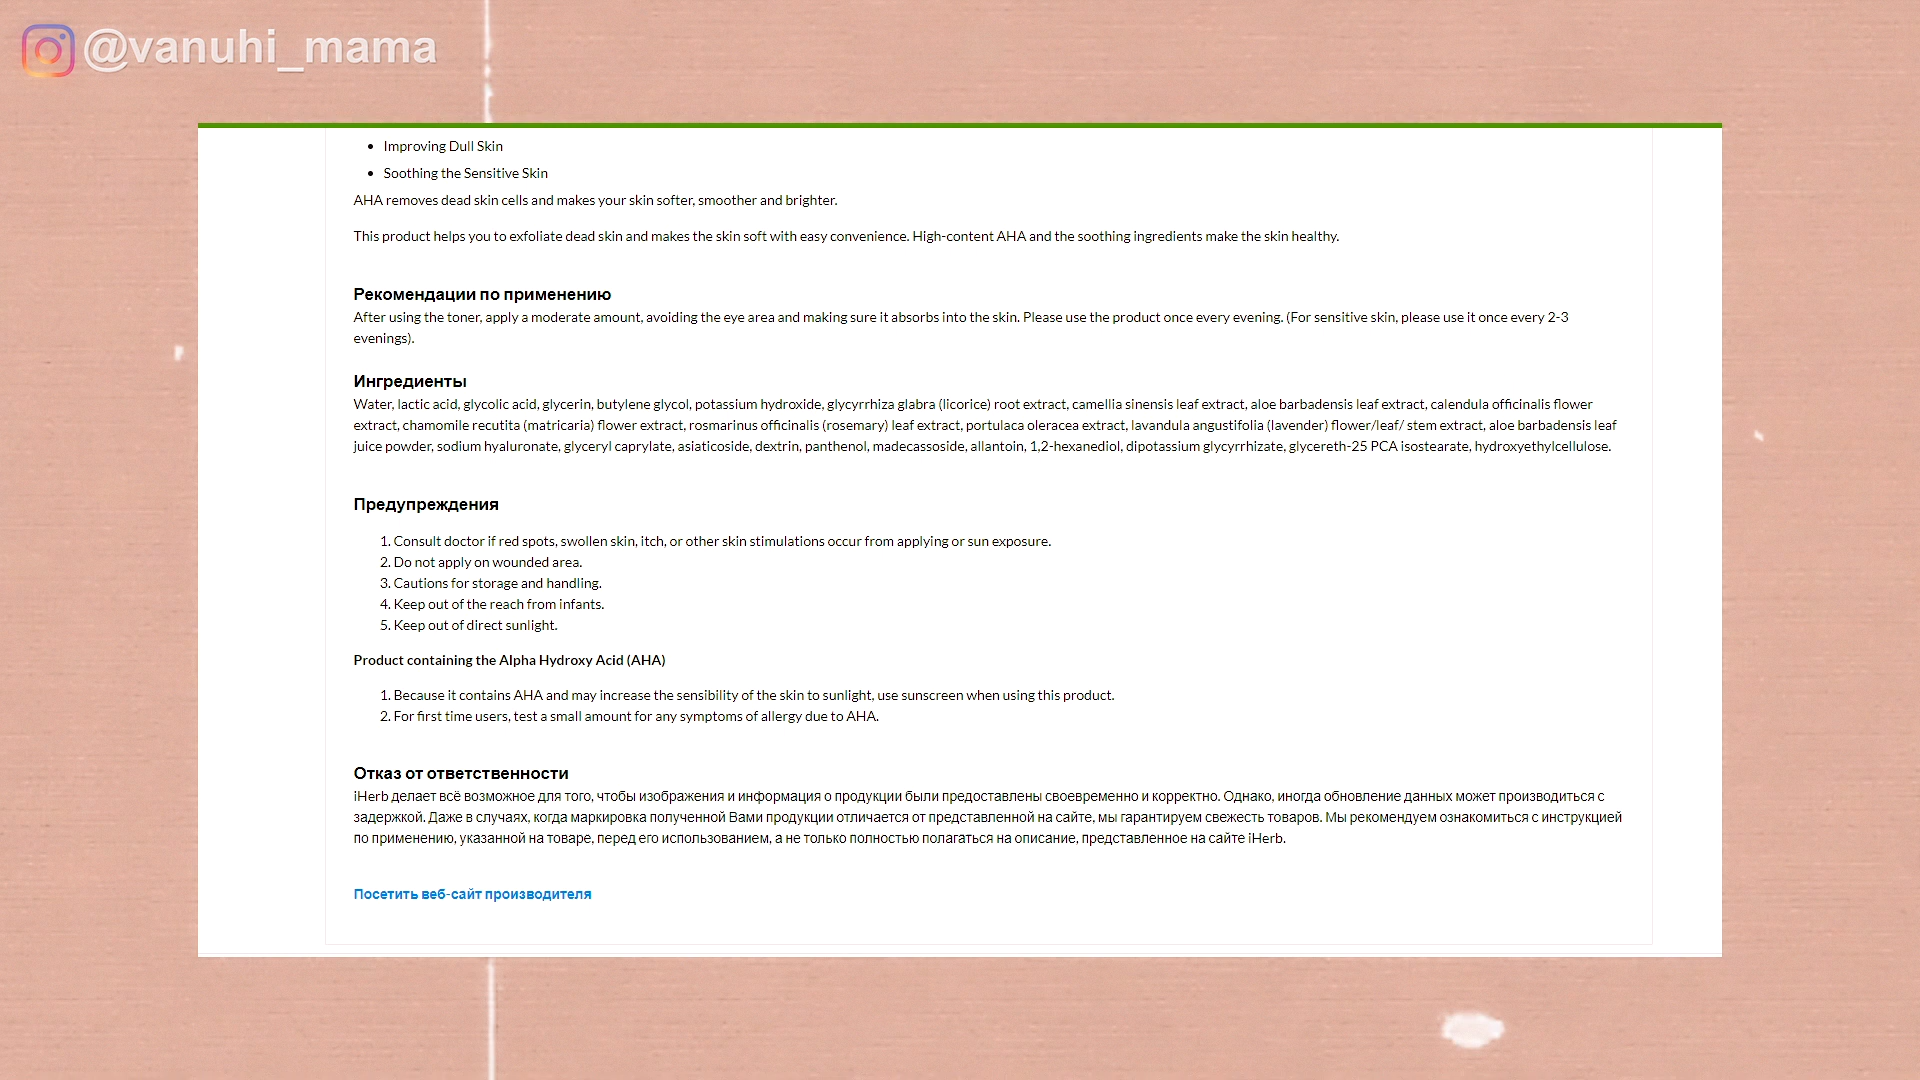 @vanuhi_mama
• Improving Dull Skin
• Soothing the Sensitive Skin
AHA removes dead skin cells and makes your skin softer, smoother and brighter.
This product helps you to exfoliate dead skin and makes the skin soft with easy convenience. High-content AHA and the soothing ingredients make the skin healthy.
Рекомендации по применению
After using the toner, apply a moderate amount, avoiding the eye area and making sure it absorbs into the skin. Please use the product once every evening. (For sensitive skin, please use it once every 2-3
evenings).
Ингредиенты
Water, lactic acid, glycolic acid, glycerin, butylene glycol, potassium hydroxide, glycyrrhiza glabra (licorice) root extract, camellia sinensis leaf extract, aloe barbadensis leaf extract, calendula officinalis flower
extract, chamomile recutita (matricaria) flower extract, rosmarinus officinalis (rosemary) leaf extract, portulaca oleracea extract, lavandula angustifolia (lavender) flower/leaf/ stem extract, aloe barbadensis leaf
juice powder, sodium hyaluronate, glyceryl caprylate, asiaticoside, dextrin, panthenol, madecassoside, allantoin, 1,2-hexanediol, dipotassium glycyrrhizate, glycereth-25 PCA isostearate, hydroxyethylcellulose.
Предупреждения
1. Consult doctor if red spots, swollen skin, itch, or other skin stimulations occur from applying or sun exposure.
2. Do not apply on wounded area.
3. Cautions for storage and handling.
4. Keep out of the reach from infants.
5. Keep out of direct sunlight.
Product containing the Alpha Hydroxy Acid (AHA)
1. Because it contains AHA and may increase the sensibility of the skin to sunlight, use sunscreen when using this product.
2. For first time users, test a small amount for any symptoms of allergy due to AHA.
Отказ от ответственности
iHerb делает всё возможное для того, чтобы изображения и информация о продукции были предоставлены своевременно и корректно. Однако, иногда обновление данных может производиться с
задержкой. Даже в случаях, когда маркировка полученной Вами продукции отличается от представленной на сайте, мы гарантируем свежесть товаров. Мы рекомендуем ознакомиться с инструкцией
по применению, указанной на товаре, перед его использованием, а не только полностью полагаться на описание, представленное на сайте iHerb.
Посетить веб-сайт производителя